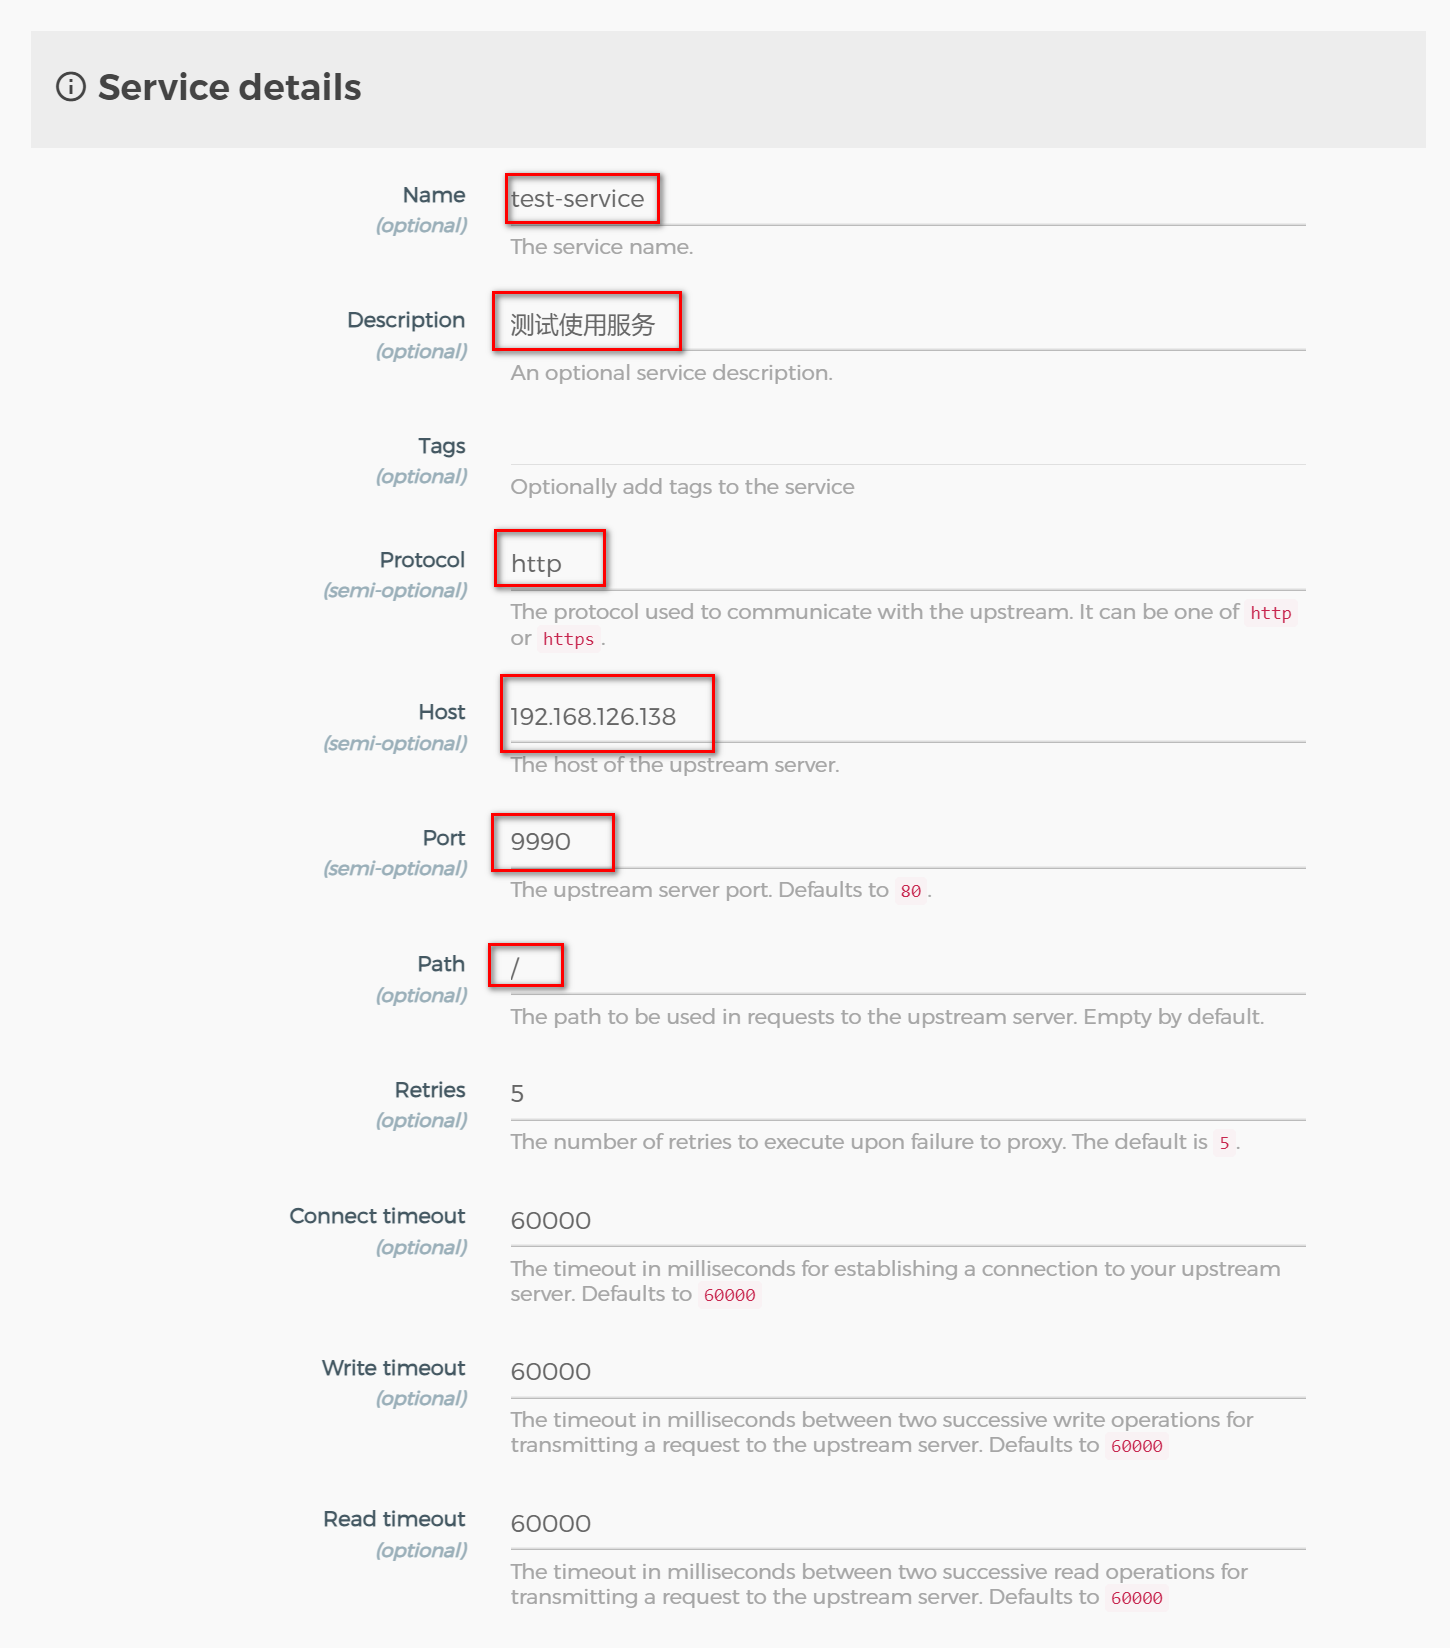 Service details
Name
(optional)
test-service
The service name.
Description
(optional)
测试使用服务
An optional service description.
Tags
(optional)
Optionally add tags to the service
Protocol
(semi-optional)
http
The protocol used to communicate with the upstream. It can be one of http
or https.
Host
(semi-optional)
192.168.126.138
The host of the upstream server.
Port
(semi-optional)
9990
The upstream server port. Defaults to 80.
Path
(optional)
/
The path to be used in requests to the upstream server. Empty by default.
Retries
(optional)
5
The number of retries to execute upon failure to proxy. The default is 5.
Connect timeout
(optional)
60000
The timeout in milliseconds for establishing a connection to your upstream
server. Defaults to 60000
Write timeout
(optional)
60000
The timeout in milliseconds between two successive write operations for
transmitting a request to the upstream server. Defaults to 60000
Read timeout
(optional)
60000
The timeout in milliseconds between two successive read operations for
transmitting a request to the upstream server. Defaults to 60000